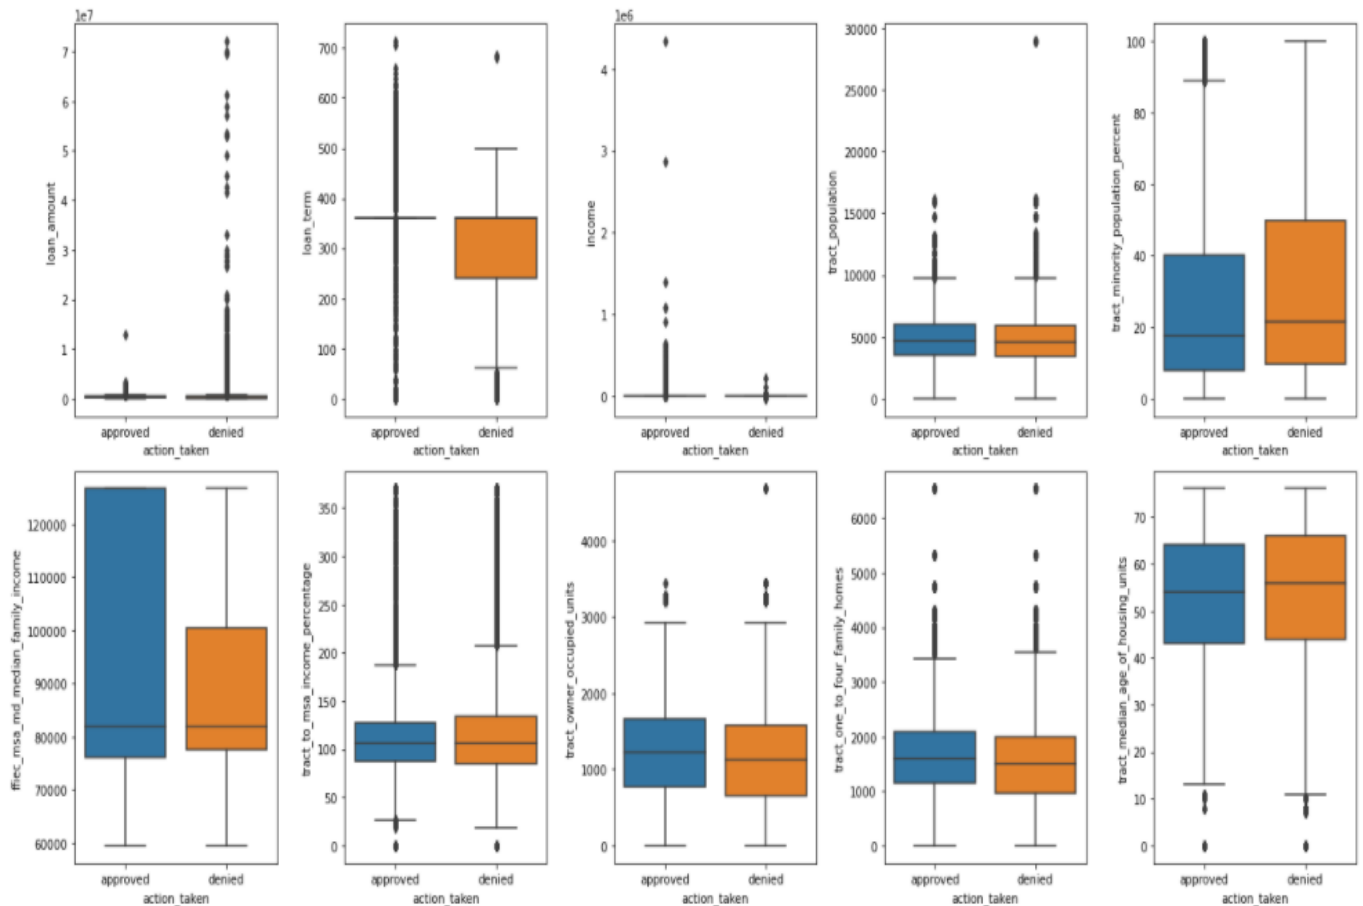 1e7
loan_amount
7
6
5
4
3
2
1
0
approved denied
action_taken
loan_term
700
600
500
400
300
200
100
0
approved denied
action_taken
1e6
income
4
3
2
1
0
approved denied
action_taken
tract_population
30000
25000
20000
15000
10000
5000
0
approved denied
action_taken
tract_minority_population_percent
100
80
60
40
20
0
approved denied
action_taken
ffiec_msa_md_median_family_income
120000
110000
100000
90000
80000
70000
60000
approved denied
action_taken
tract_to_msa_income_percentage
350
300
250
200
150
100
50
0
approved denied
action_taken
tract_owner_occupied_units
4000
3000
2000
1000
0
approved denied
action_taken
tract_one_to_four_family_homes
6000
5000
4000
3000
2000
1000
0
approved denied
action_taken
tract_median_age_of_housing_units
70
60
50
40
30
20
10
0
approved denied
action_taken